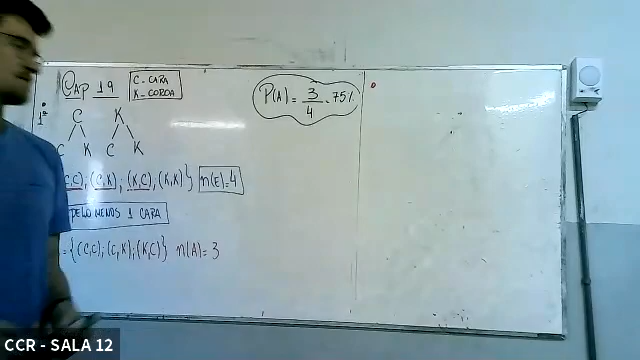 Cap 19
C - CARA
K - COROA
1º
C K
C K C K
C,C), (C,K), (K,C), (K,K)} n(E)=4
PELO MENOS 1 CARA
= {(C,C); (C,K); (K,C)} n(A)= 3
P(A) = 3/4 = 75%
CCR - SALA 12